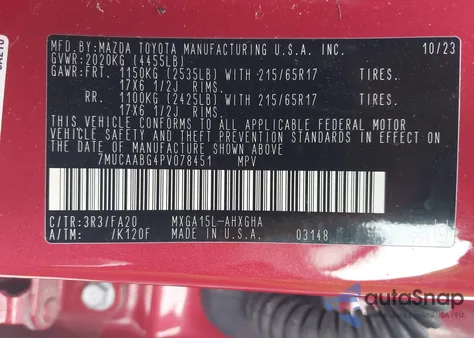 MFD.BY:MAZDA TOYOTA MANUFACTURING U.S.A. INC. 10/23
GVWR:2020KG (4455LB)
GAWR:FRT. 1150KG (2535LB) WITH 215/65R17 TIRES.
17X6 1/2J RIMS.
RR. 1100KG (2425LB) WITH 215/65R17 TIRES.
17X6 1/2J RIMS.
THIS VEHICLE CONFORMS TO ALL APPLICABLE FEDERAL MOTOR
VEHICLE SAFETY AND THEFT PREVENTION STANDARDS IN EFFECT ON
THE DATE OF MANUFACTURE SHOWN ABOVE.
7MUCAABG4PV078451 MPV
C/TR:3R3/FA20 MXGA15L-AHXGHA
A/TM: /K120F MADE IN U.S.A. 03148
autoSnap